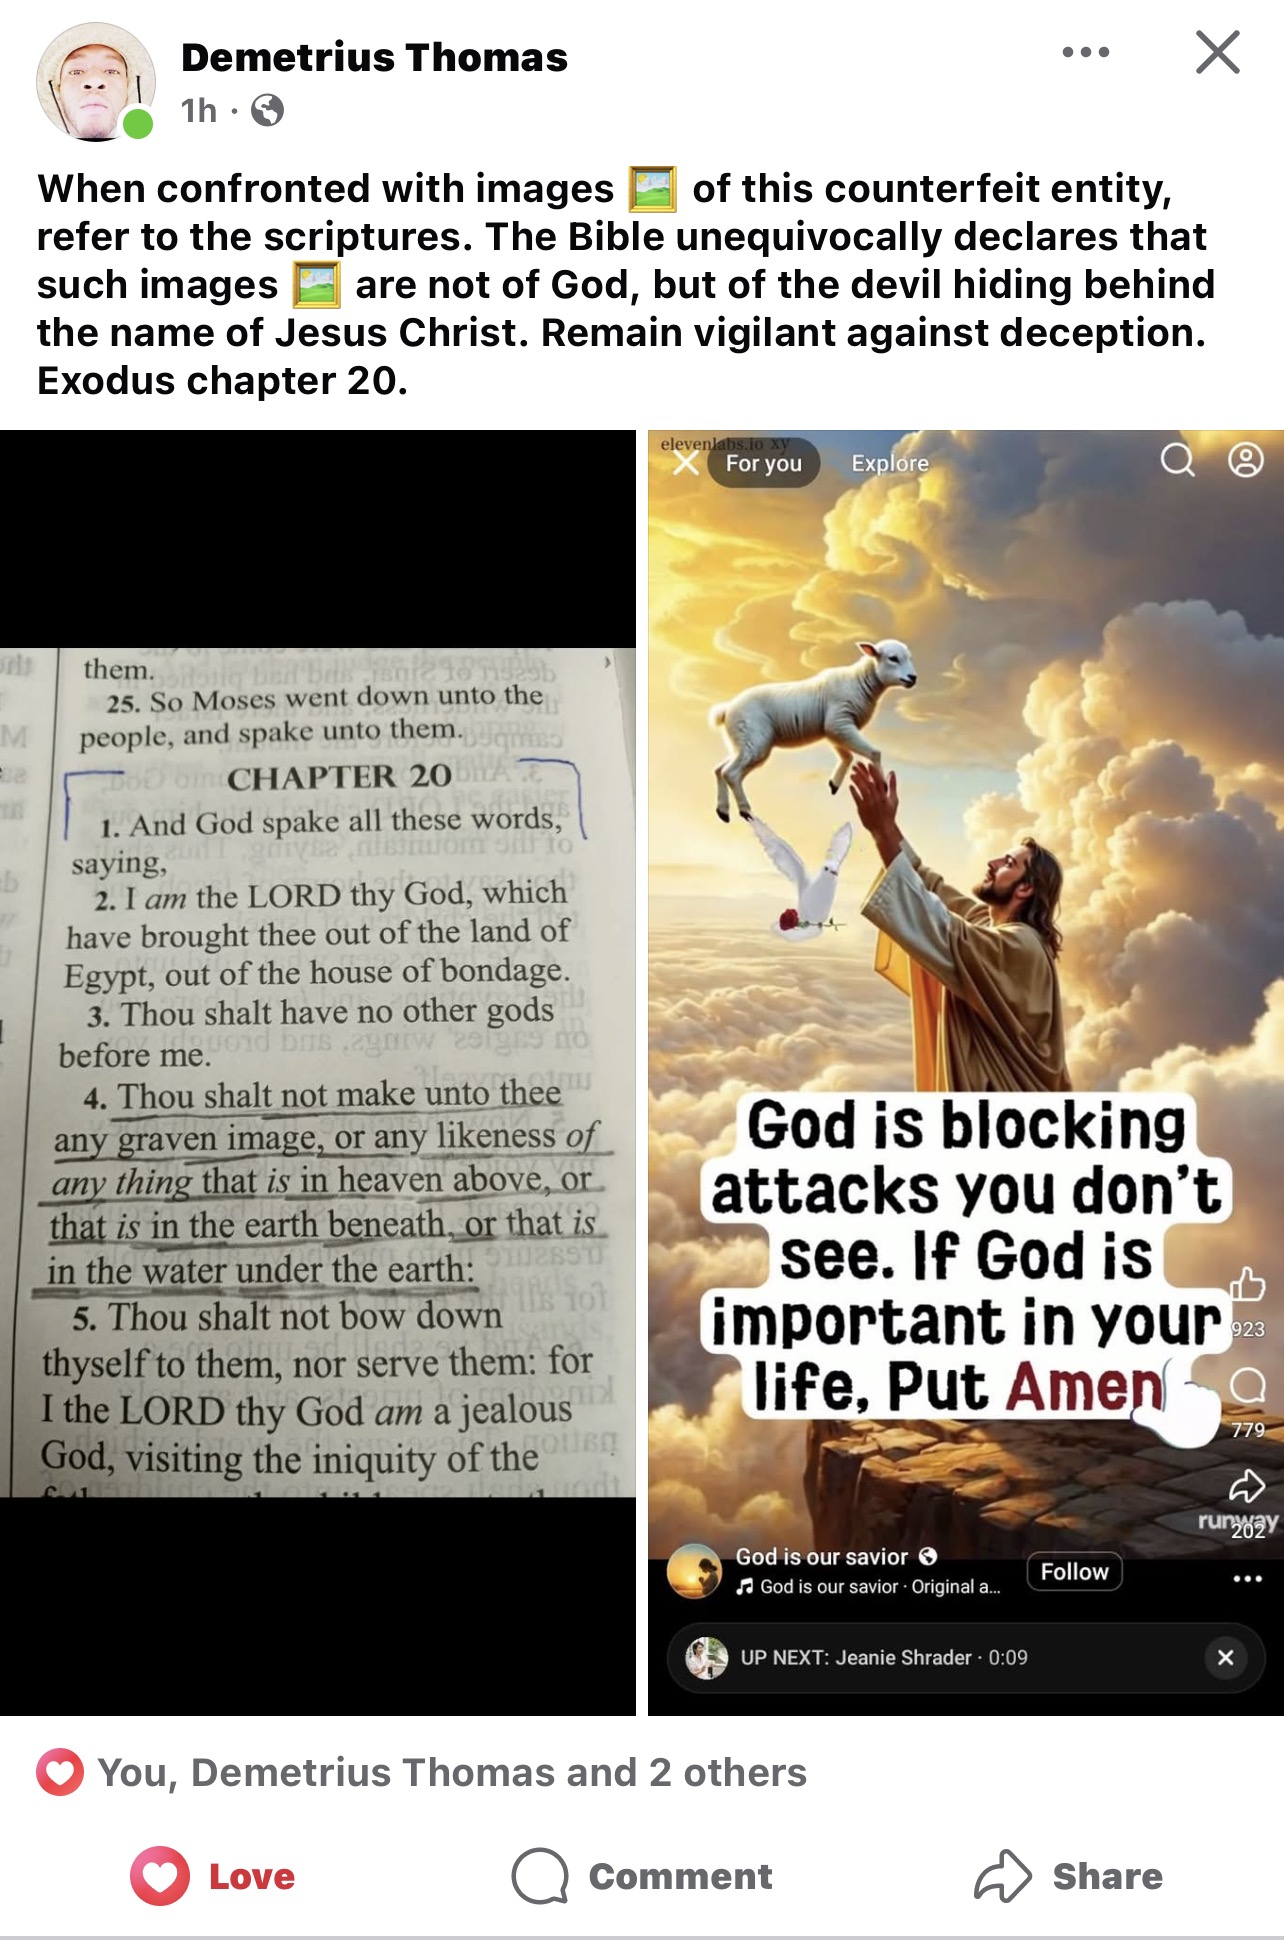 Demetrius Thomas
1h ·
When confronted with images 🖼️ of this counterfeit entity,
refer to the scriptures. The Bible unequivocally declares that
such images 🖼️ are not of God, but of the devil hiding behind
the name of Jesus Christ. Remain vigilant against deception.
Exodus chapter 20.
them.
25. So Moses went down unto the
people, and spake unto them.
CHAPTER 20
1. And God spake all these words,
saying,
2. I am the LORD thy God, which
have brought thee out of the land of
Egypt, out of the house of bondage.
3. Thou shalt have no other gods
before me.
4. Thou shalt not make unto thee
any graven image, or any likeness of
any thing that is in heaven above, or
that is in the earth beneath, or that is
in the water under the earth:
5. Thou shalt not bow down
thyself to them, nor serve them: for
I the LORD thy God am a jealous
God, visiting the iniquity of the
elevenlabs.io xy
For you Explore
God is blocking
attacks you don't
see. If God is
important in your
life, Put Amen
923
779
runway
202
God is our savior
God is our savior · Original a...
Follow
UP NEXT: Jeanie Shrader · 0:09
You, Demetrius Thomas and 2 others
Love Comment Share